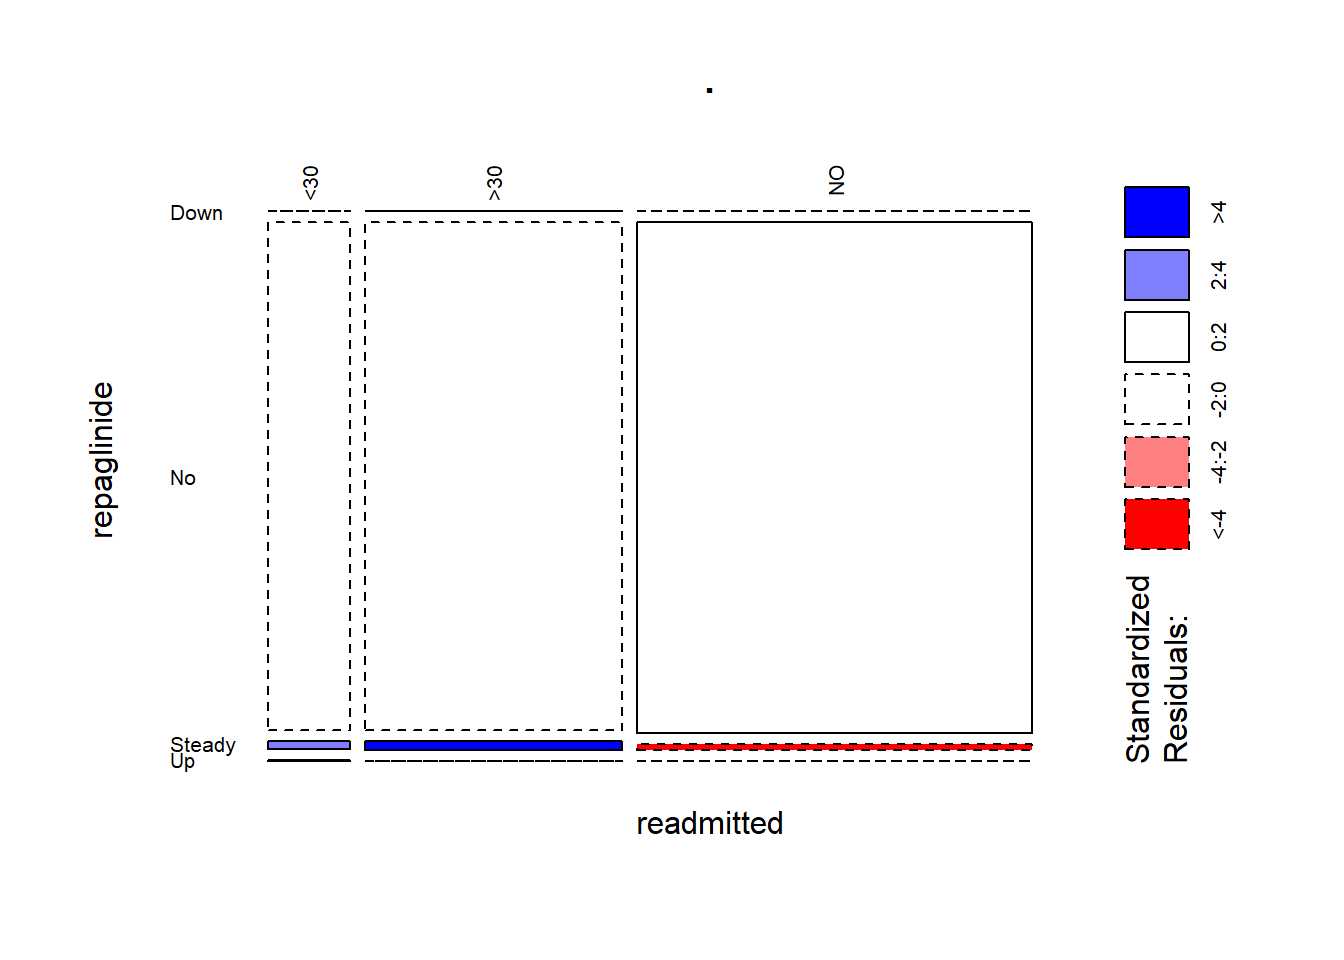 .
<30
>30
NO
Down
No
Steady
Up
repaglinide
readmitted
>4
2:4
0:2
-2:0
-4:-2
<-4
Standardized
Residuals: